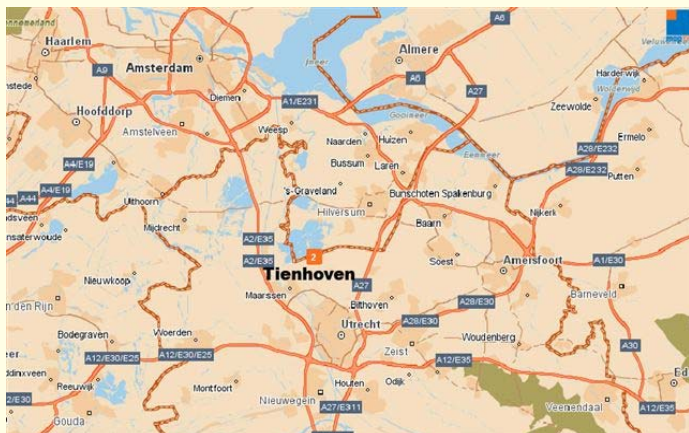 Haarlem
Amsterdam
Almere
A6
A9
A6
A27
Harderwijk
Diemen
A1/E231
Zeewolde
Hoofddorp
Amstelveen
Weesp
Gooimeer
Naarden
Huizen
Ermelo
Bussum
Laren
Eemmeer
A28/E232
A4/E19
A28/E232
Putten
A4/E19
A44
A44
Uithoorn
's-Graveland
Bunschoten Spakenburg
Nijkerk
Mijdrecht
Hilversum
Baarn
A2/E35
A2/E35
2
Soest
Amersfoort
A1/E30
Tienhoven
Nieuwkoop
Maarssen
A27
Bilthoven
Barneveld
A28/E30
A28/E30
Utrecht
Bodegraven
Woerden
Zeist
Woudenberg
A30
A12/E30/E25
A12/E30/E25
A12/E35
Reeuwijk
Montfoort
Houten
Odijk
Nieuwegein
A27/E311
Veenendaal
A12/E35
Gouda